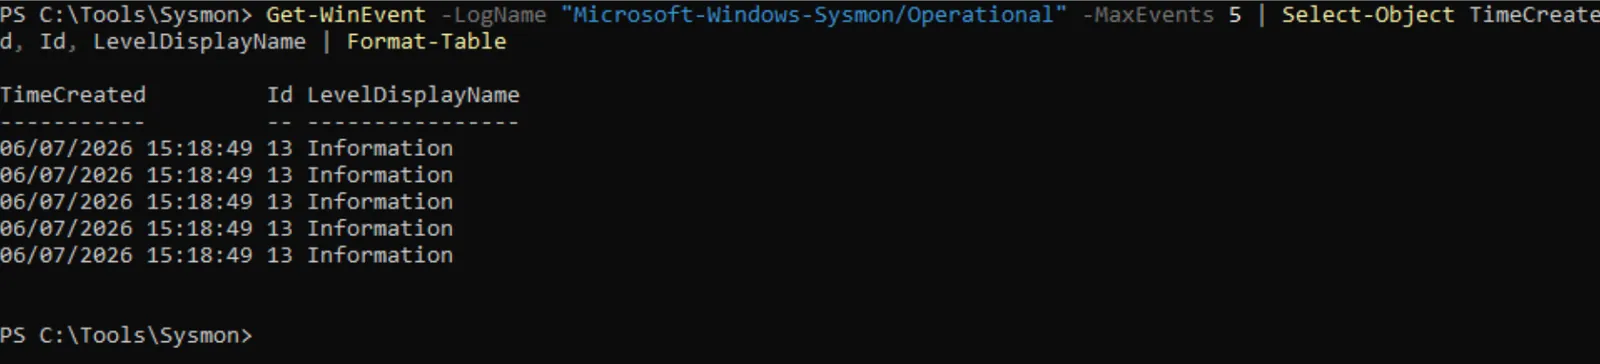 PS C:\Tools\Sysmon> Get-WinEvent -LogName "Microsoft-Windows-Sysmon/Operational" -MaxEvents 5 | Select-Object TimeCreate
d, Id, LevelDisplayName | Format-Table
TimeCreated         Id LevelDisplayName
-----------         -- ----------------
06/07/2026 15:18:49 13 Information
06/07/2026 15:18:49 13 Information
06/07/2026 15:18:49 13 Information
06/07/2026 15:18:49 13 Information
06/07/2026 15:18:49 13 Information
PS C:\Tools\Sysmon>